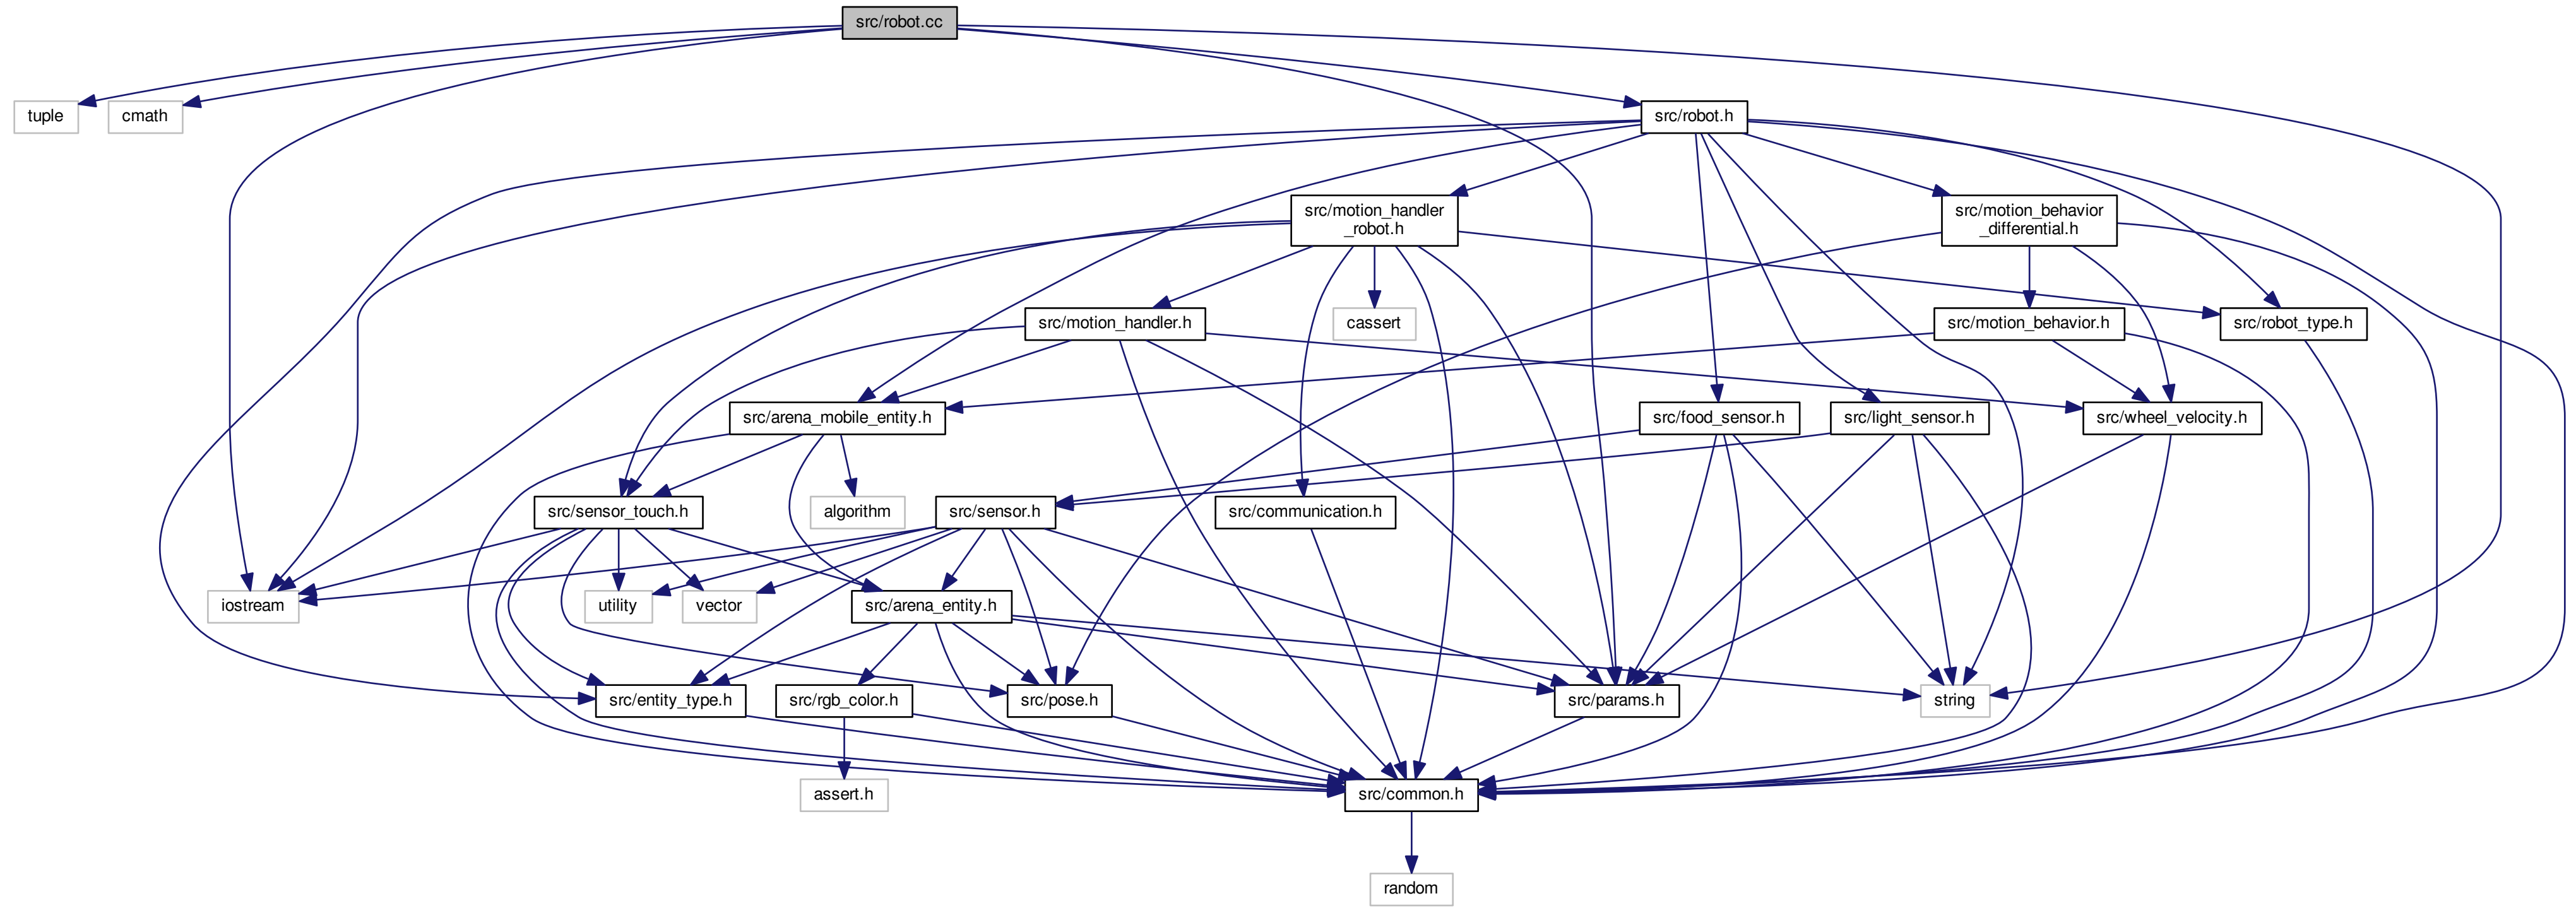 src/robot.cc
tuple
cmath
src/robot.h
src/motion_handler
_robot.h
src/motion_behavior
_differential.h
src/motion_handler.h
cassert
src/motion_behavior.h
src/robot_type.h
src/arena_mobile_entity.h
src/food_sensor.h
src/light_sensor.h
src/wheel_velocity.h
src/sensor_touch.h
algorithm
src/sensor.h
src/communication.h
iostream
utility
vector
src/arena_entity.h
src/entity_type.h
src/rgb_color.h
src/pose.h
src/params.h
string
assert.h
src/common.h
random